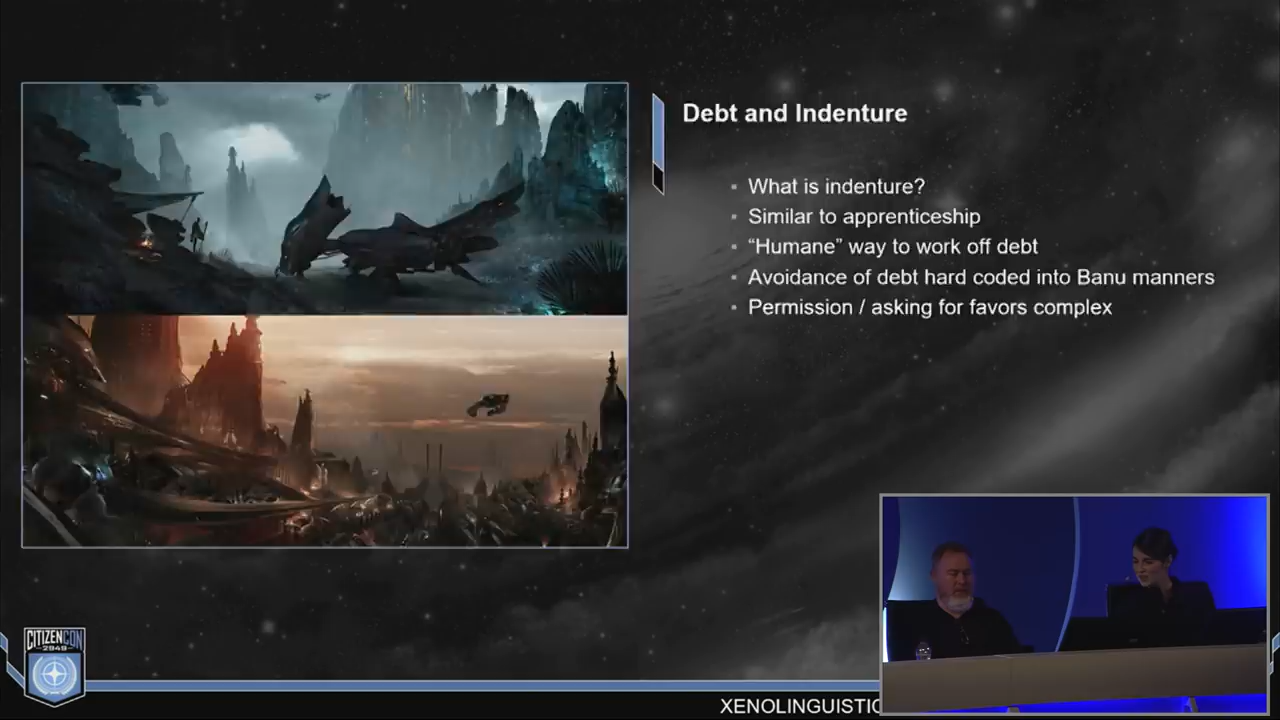 Debt and Indenture
What is indenture?
Similar to apprenticeship
“Humane” way to work off debt
Avoidance of debt hard coded into Banu manners
Permission / asking for favors complex
CITIZENCON
2949
XENOLINGUISTIC